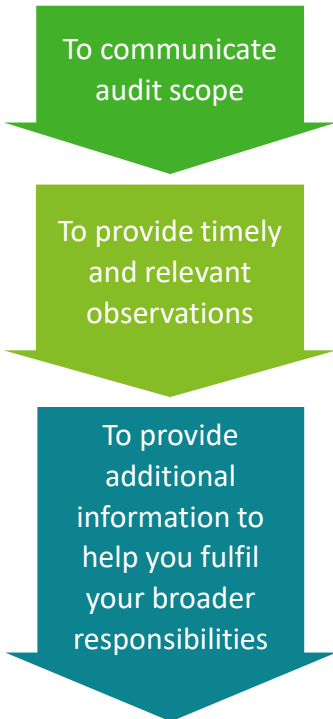 To communicate
audit scope
To provide timely
and relevant
observations
To provide
additional
information to
help you fulfil
your broader
responsibilities